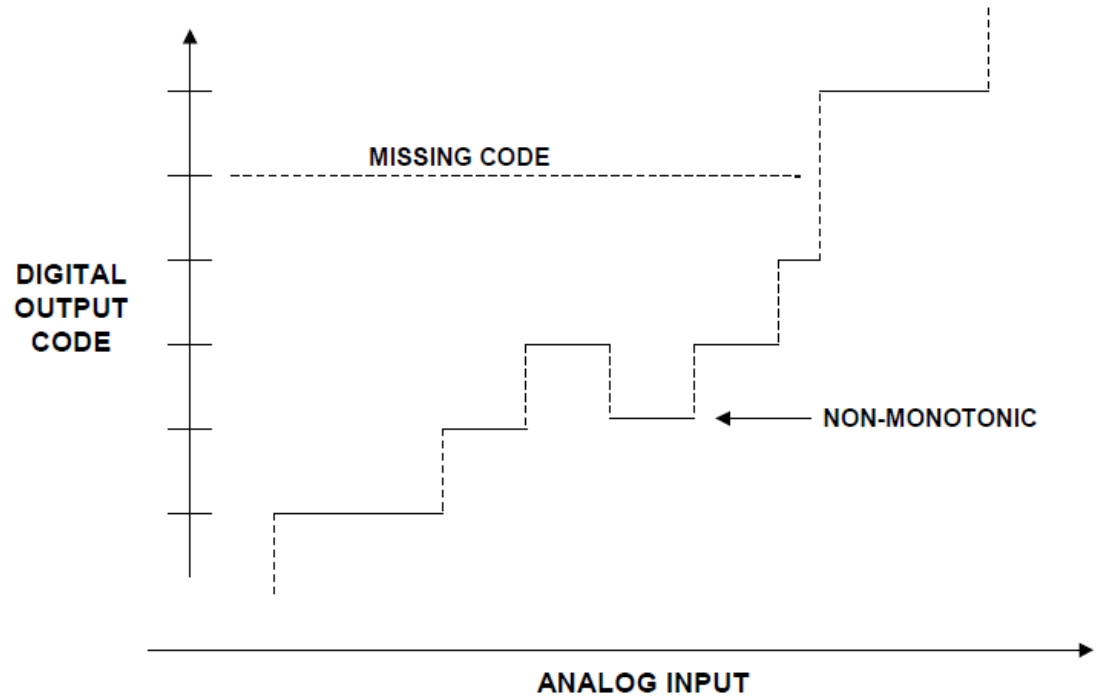 MISSING CODE
DIGITAL
OUTPUT
CODE
NON-MONOTONIC
ANALOG INPUT